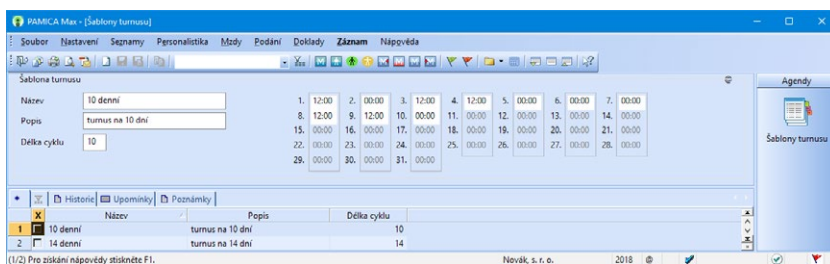 PAMICA Max - [Šablony turnusu]
Soubor Nastavení Seznamy Personalistika Mzdy Podání Doklady Záznam Nápověda
Šablona turnusu
Agendy
Název 10 denní 1. 12:00 2. 00:00 3. 12:00 4. 12:00 5. 00:00 6. 00:00 7. 00:00
Popis turnus na 10 dní 8. 12:00 9. 12:00 10. 00:00 11. 00:00 12. 00:00 13. 00:00 14. 00:00
15. 00:00 16. 00:00 17. 00:00 18. 00:00 19. 00:00 20. 00:00 21. 00:00
Délka cyklu 10 22. 00:00 23. 00:00 24. 00:00 25. 00:00 26. 00:00 27. 00:00 28. 00:00
Šablony turnusu
29. 00:00 30. 00:00 31. 00:00
Historie Upomínky Poznámky
X Název Popis Délka cyklu
1 10 denní turnus na 10 dní 10
2 14 denní turnus na 14 dní 14
(1/2) Pro získání nápovědy stiskněte F1. Novák, s. r. o. 2018 @